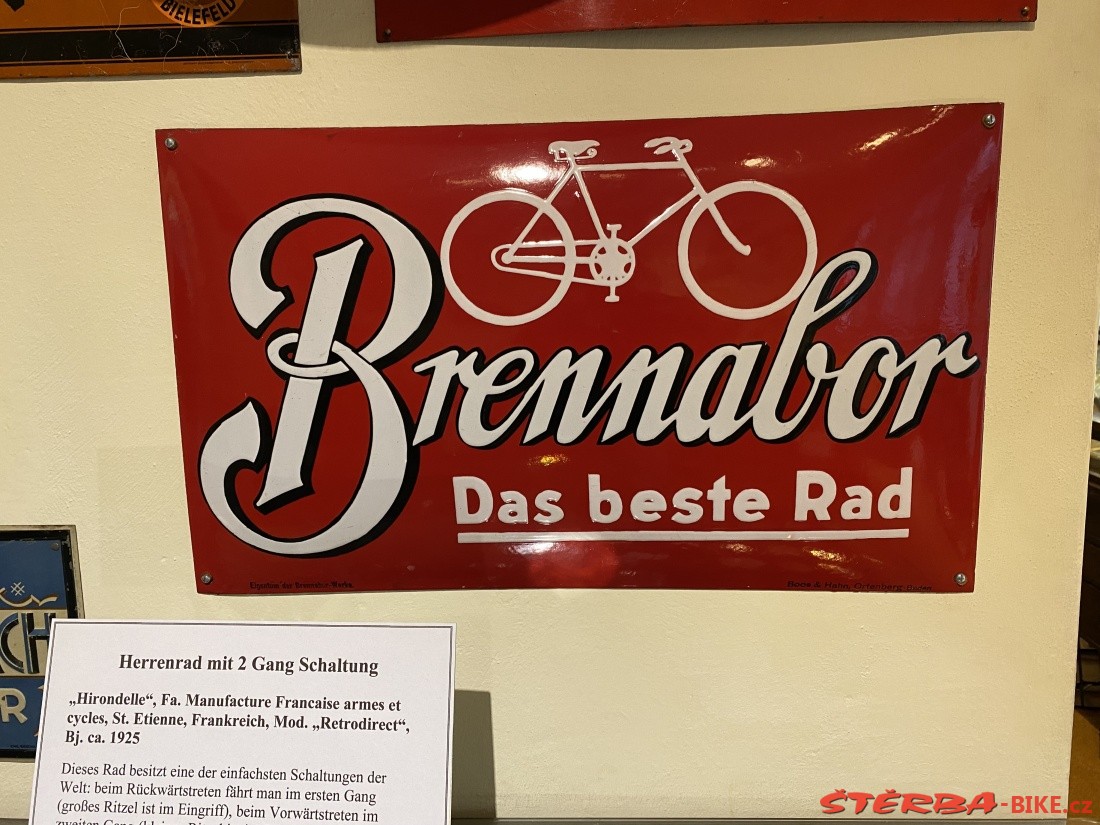 BIELEFELD
Brennabor
Das beste Rad
Eigentum der Brennabor-Werke.
Boos & Hahn, Ortenberg-Baden
CH
R
Herrenrad mit 2 Gang Schaltung
„Hirondelle“, Fa. Manufacture Francaise armes et
cycles, St. Etienne, Frankreich, Mod. „Retrodirect“,
Bj. ca. 1925
Dieses Rad besitzt eine der einfachsten Schaltungen der
Welt: beim Rückwärtstreten fährt man im ersten Gang
(großes Ritzel ist im Eingriff), beim Vorwärtstreten im
zweiten Gang
ŠTĚRBA-BIKE.cz